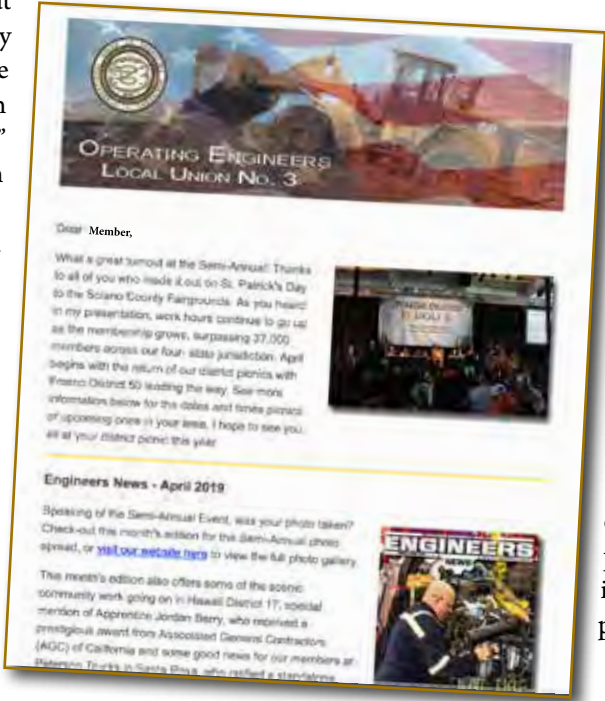 OPERATING ENGINEERS
LOCAL UNION NO. 3
Dear Member,
What a great turnout at the Semi-Annual! Thanks
to all of you who made it out on St. Patrick's Day
to the Solano County Fairgrounds. As you heard
in my presentation, work hours continue to go up
as the membership grows, surpassing 37,000
members across our four-state jurisdiction. April
begins with the return of our district picnics with
Fresno District 50 leading the way. See more
information below for the dates and times picnics
of upcoming ones in your area. I hope to see you
all at your district picnic this year.
Engineers News - April 2019
Speaking of the Semi-Annual Event, was your photo taken?
Check-out this month's edition for the Semi-Annual photo
spread, or visit our website here to view the full photo gallery.
This month's edition also offers some of the scenic
community work going on in Hawaii District 17, special
mention of Apprentice Jordan Berry, who received a
prestigious award from Associated General Contractors
(AGC) of California and some good news for our members at
Peterson Trucks in Santa Rosa, who ratified a standalone
ENGINEERS
NEWS